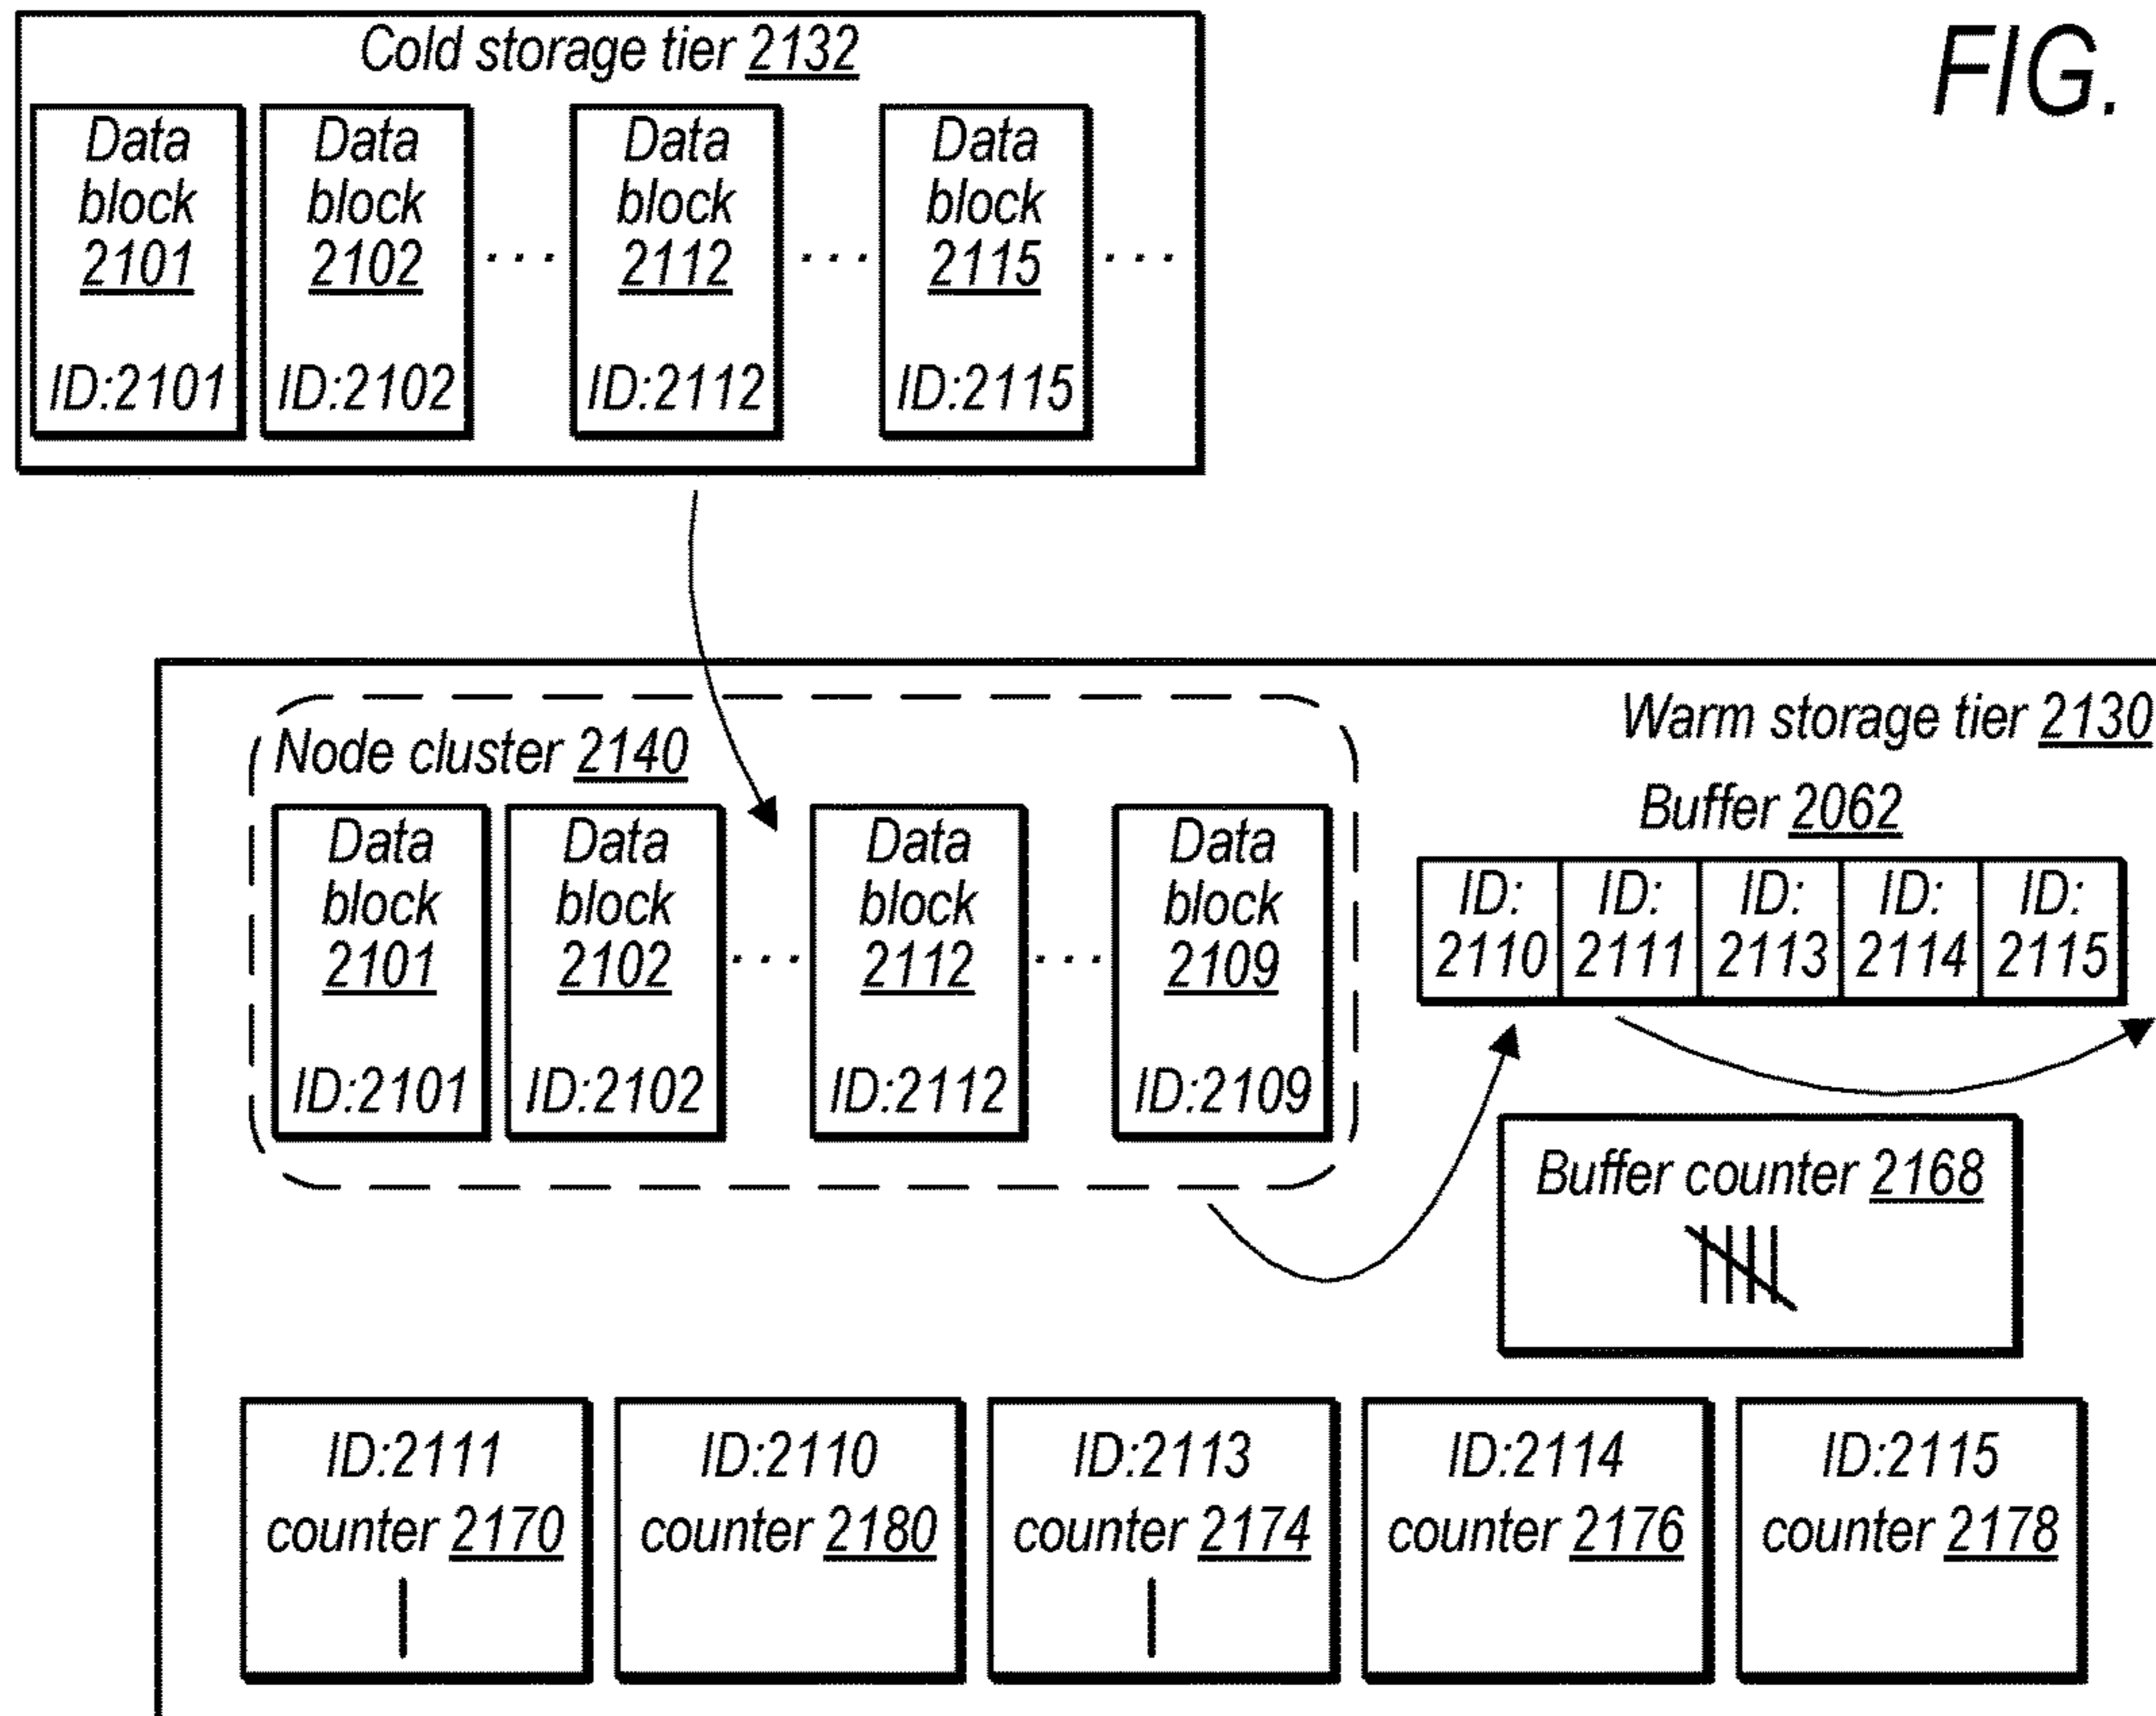 FIG.
Cold storage tier 2132
Data block 2101
ID:2101
Data block 2102
ID:2102
. . .
Data block 2112
ID:2112
. . .
Data block 2115
ID:2115
. . .
Warm storage tier 2130
Node cluster 2140
Data block 2101
ID:2101
Data block 2102
ID:2102
. . .
Data block 2112
ID:2112
. . .
Data block 2109
ID:2109
Buffer 2062
ID: 2110
ID: 2111
ID: 2113
ID: 2114
ID: 2115
Buffer counter 2168
ID:2111
counter 2170
ID:2110
counter 2180
ID:2113
counter 2174
ID:2114
counter 2176
ID:2115
counter 2178